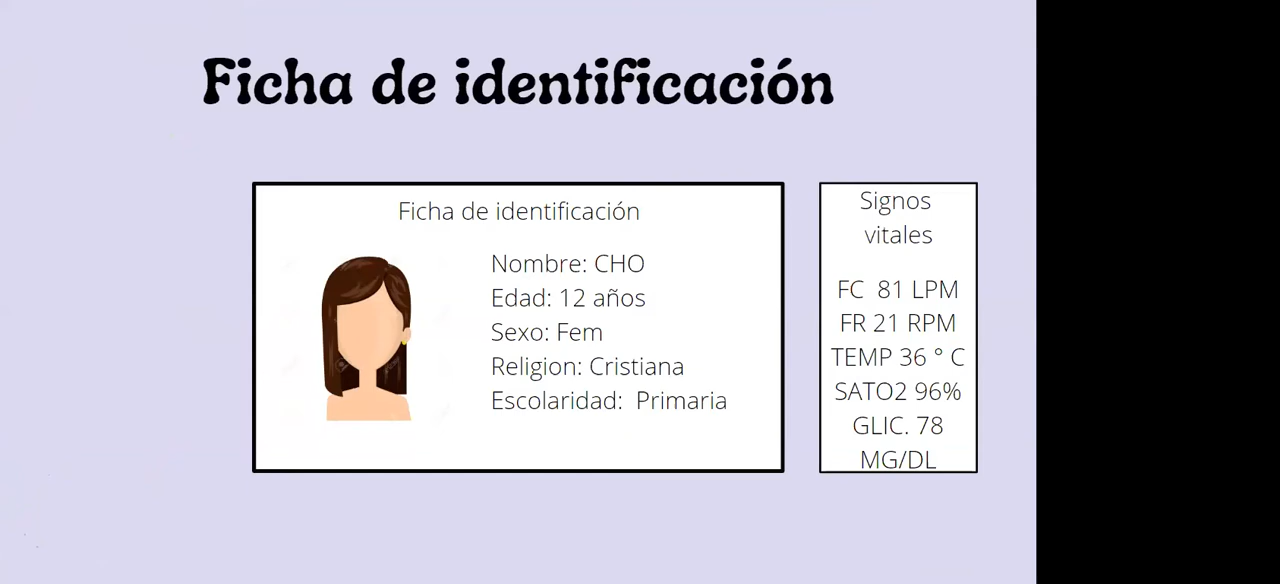 Ficha de identificación
Ficha de identificación
Nombre: CHO
Edad: 12 años
Sexo: Fem
Religion: Cristiana
Escolaridad: Primaria
Signos
vitales
FC 81 LPM
FR 21 RPM
TEMP 36 ° C
SATO2 96%
GLIC. 78
MG/DL